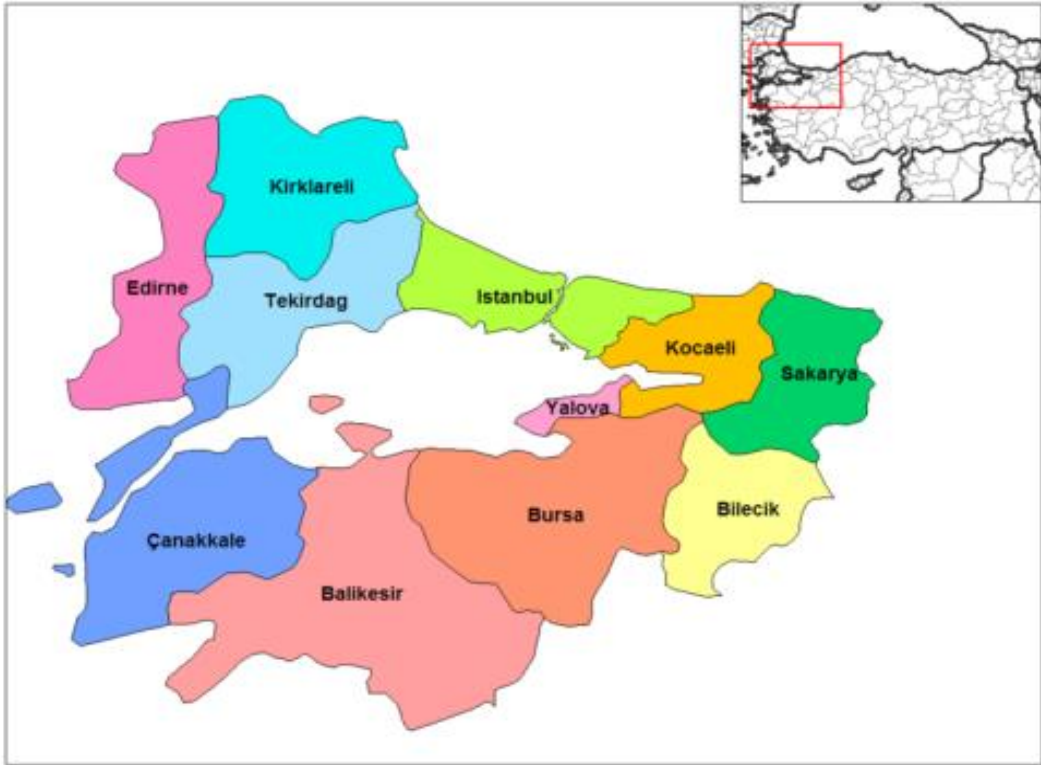 Kirklareli
Edirne
Tekirdag
Istanbul
Kocaeli
Sakarya
Yalova
Bursa
Bilecik
Çanakkale
Balikesir